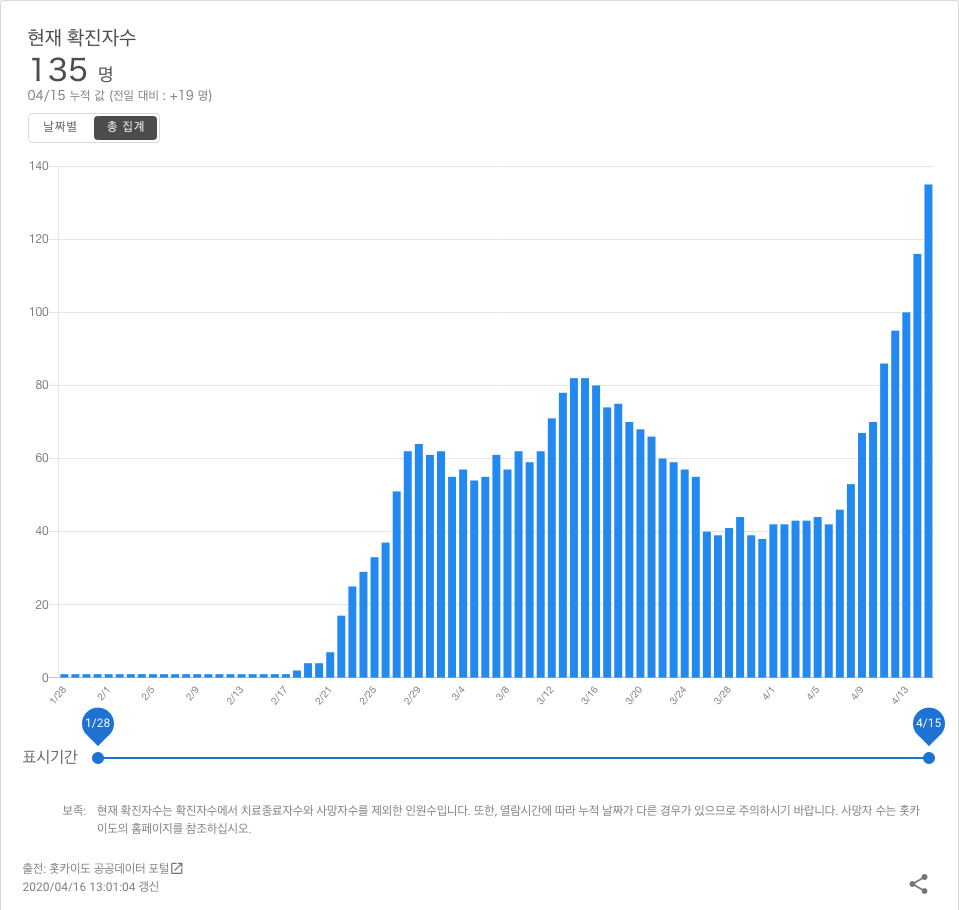 현재 확진자수
135 명
04/15 누적 값 (전일 대비 : +19 명)
날짜별 총 집계
140
120
100
80
60
40
20
0
1/28 2/1 2/5 2/9 2/13 2/17 2/21 2/25 2/29 3/4 3/8 3/12 3/16 3/20 3/24 3/28 4/1 4/5 4/9 4/13
1/28 4/15
표시기간
보족: 현재 확진자수는 확진자수에서 치료종료자수와 사망자수를 제외한 인원수입니다. 또한, 열람시간에 따라 누적 날짜가 다른 경우가 있으므로 주의하시기 바랍니다. 사망자 수는 홋카
이도의 홈페이지를 참조하십시오.
출전: 홋카이도 공공데이터 포털
2020/04/16 13:01:04 갱신